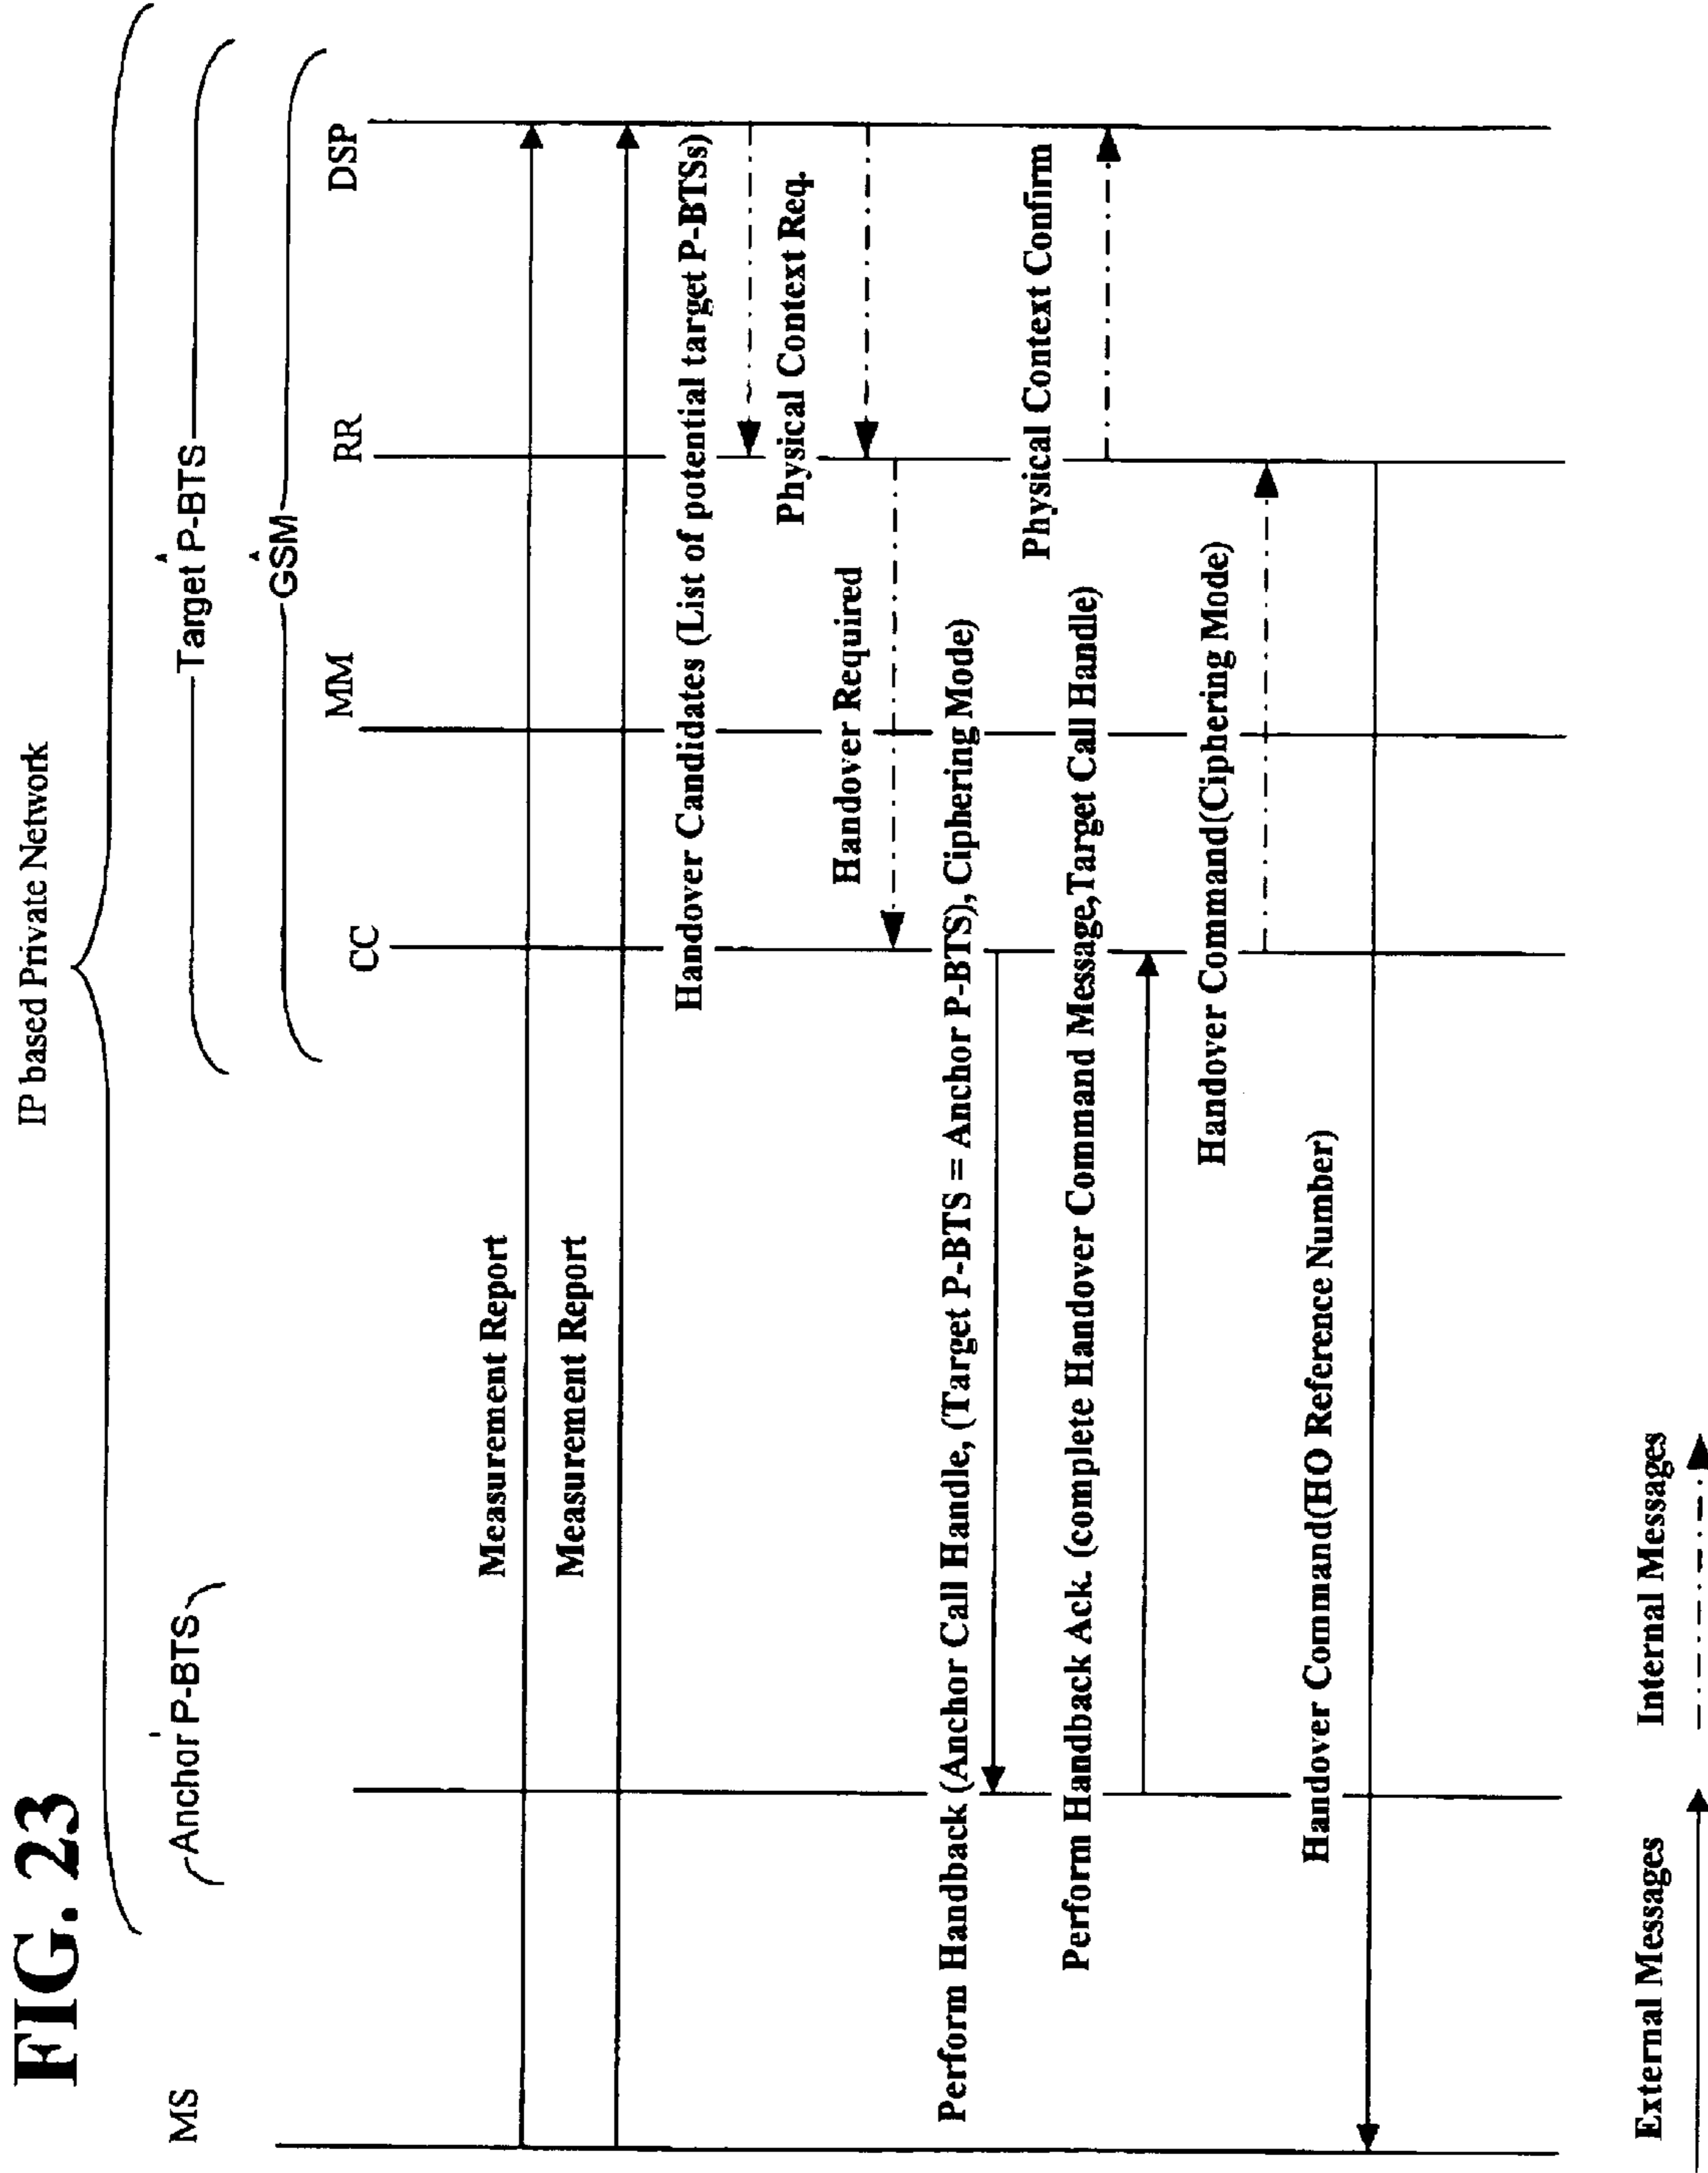 FIG. 23
IP based Private Network
MS
Anchor P-BTS
Target P-BTS
GSM
CC
MM
RR
DSP
Measurement Report
Measurement Report
Handover Candidates (List of potential target P-BTSs)
Physical Context Req.
Handover Required
Perform Handback (Anchor Call Handle, (Target P-BTS = Anchor P-BTS), Ciphering Mode)
Physical Context Confirm
Perform Handback Ack. (complete Handover Command Message,Target Call Handle)
Handover Command(Ciphering Mode)
Handover Command(HO Reference Number)
External Messages
Internal Messages